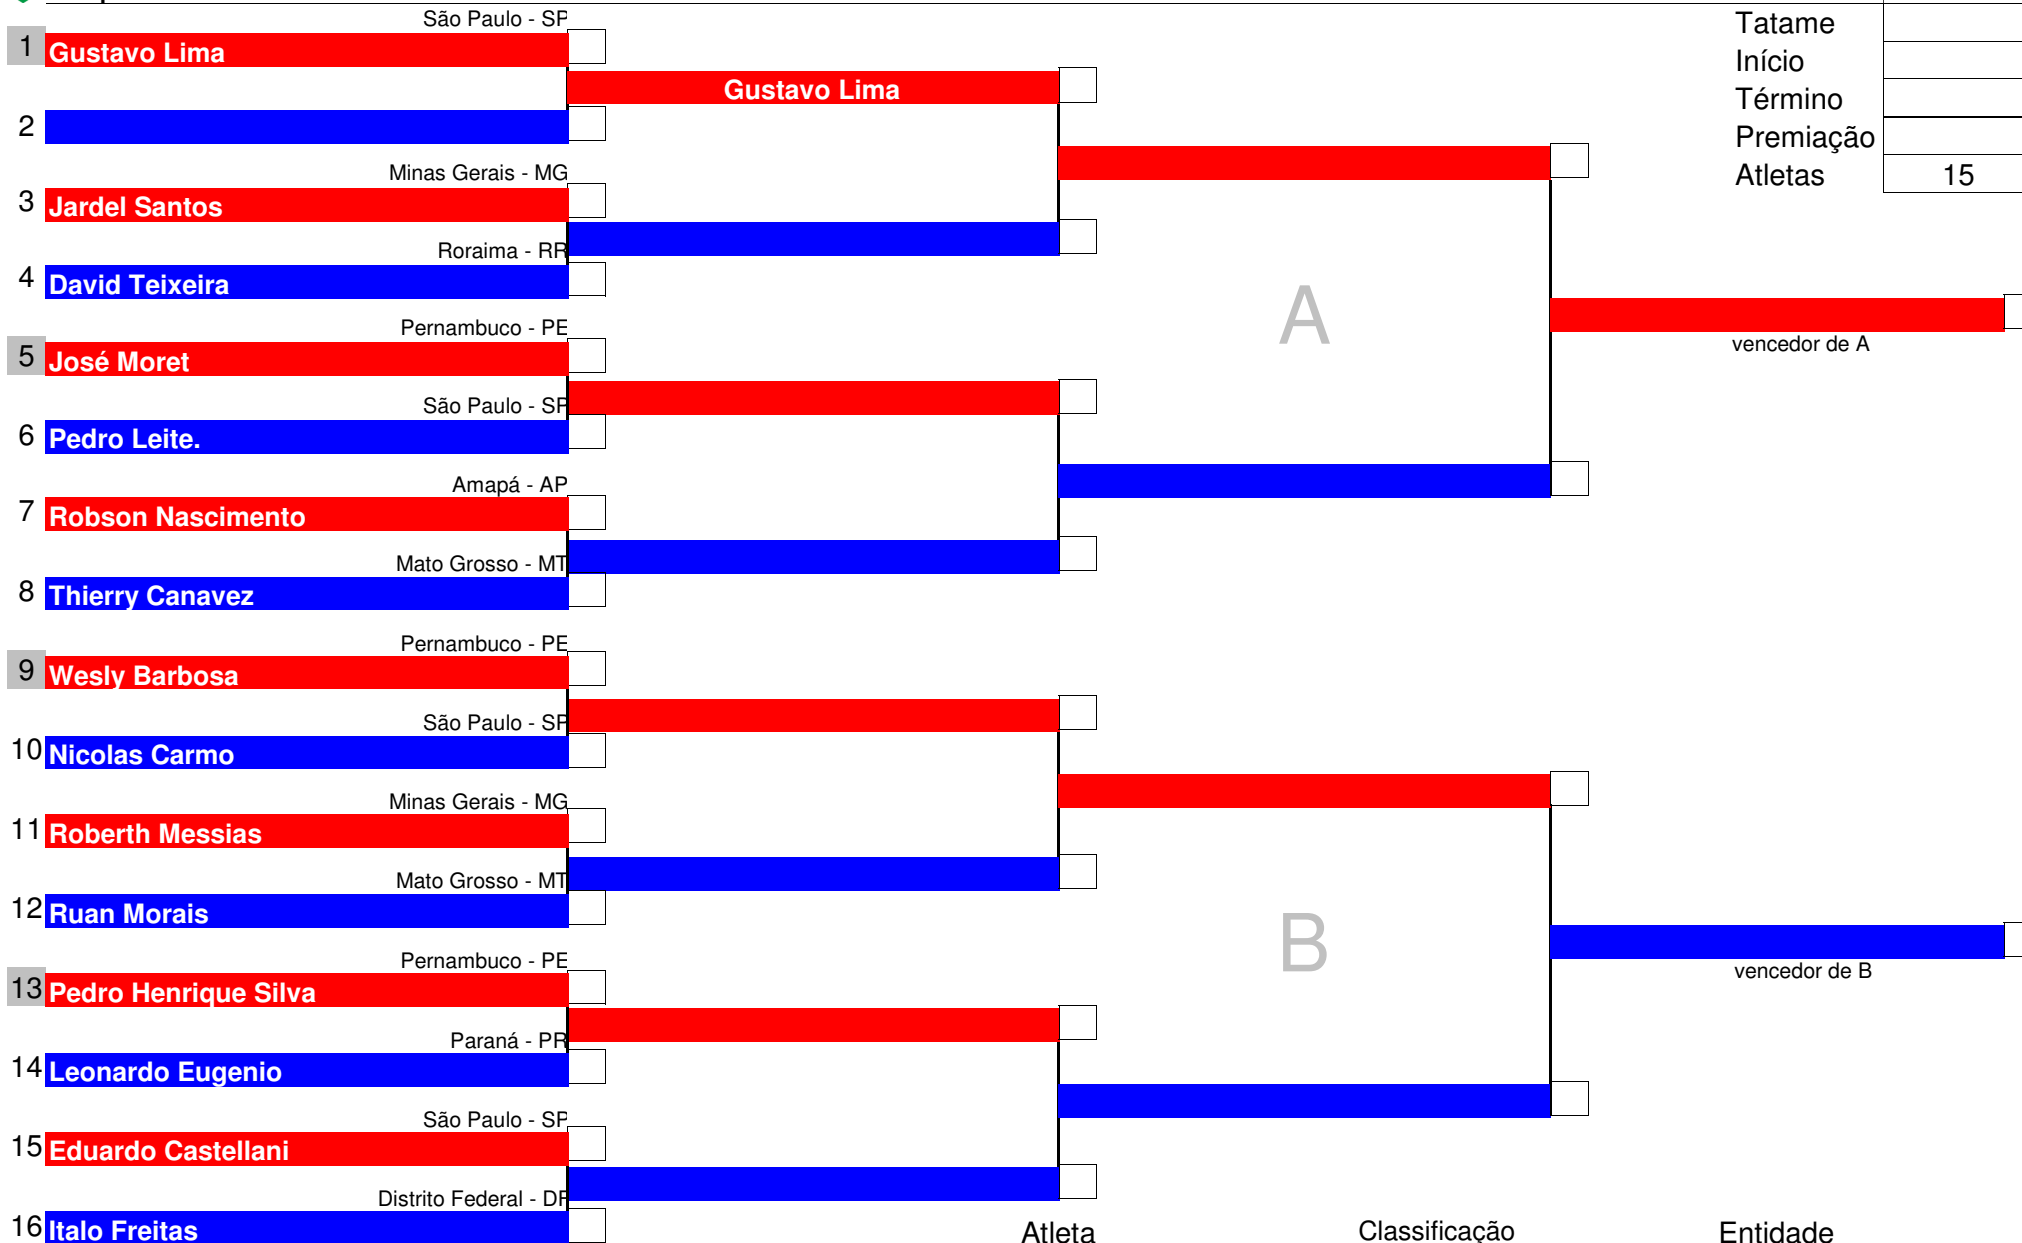 São Paulo - SP
1 Gustavo Lima
Gustavo Lima
2
Minas Gerais - MG
3 Jardel Santos
Roraima - RR
4 David Teixeira
Pernambuco - PE
5 José Moret
São Paulo - SP
6 Pedro Leite.
Amapá - AP
7 Robson Nascimento
Mato Grosso - MT
8 Thierry Canavez
Pernambuco - PE
9 Wesly Barbosa
São Paulo - SP
10 Nicolas Carmo
Minas Gerais - MG
11 Roberth Messias
Mato Grosso - MT
12 Ruan Morais
Pernambuco - PE
13 Pedro Henrique Silva
Paraná - PR
14 Leonardo Eugenio
São Paulo - SP
15 Eduardo Castellani
Distrito Federal - DF
16 Italo Freitas
A
B
vencedor de A
vencedor de B
Tatame
Início
Término
Premiação
Atletas 15
Atleta Classificação Entidade